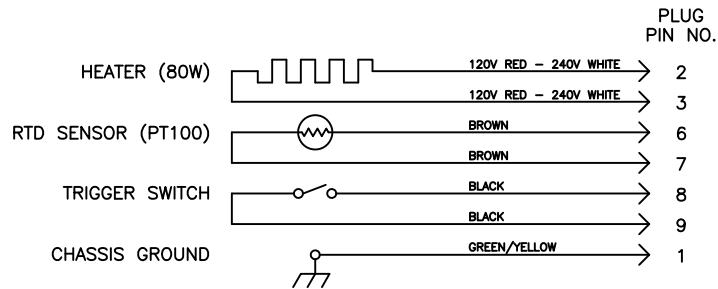 PLUG
PIN NO.
HEATER (80W)
120V RED - 240V WHITE
2
120V RED - 240V WHITE
3
RTD SENSOR (PT100)
BROWN
6
BROWN
7
TRIGGER SWITCH
BLACK
8
BLACK
9
CHASSIS GROUND
GREEN/YELLOW
1